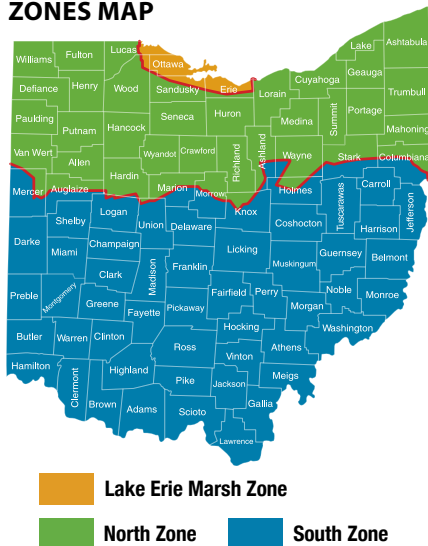 ZONES MAP
Williams
Fulton
Lucas
Ottawa
Lake
Ashtabula
Defiance
Henry
Wood
Sandusky
Erie
Lorain
Cuyahoga
Geauga
Trumbull
Paulding
Putnam
Hancock
Seneca
Huron
Medina
Summit
Portage
Mahoning
Van Wert
Allen
Hardin
Wyandot
Crawford
Richland
Ashland
Wayne
Stark
Columbiana
Mercer
Auglaize
Marion
Morrow
Knox
Holmes
Tuscarawas
Carroll
Jefferson
Darke
Shelby
Logan
Union
Delaware
Coshocton
Harrison
Miami
Champaign
Licking
Muskingum
Guernsey
Belmont
Clark
Madison
Franklin
Preble
Montgomery
Greene
Fayette
Pickaway
Fairfield
Perry
Morgan
Noble
Monroe
Butler
Warren
Clinton
Ross
Hocking
Athens
Washington
Hamilton
Clermont
Highland
Pike
Vinton
Jackson
Meigs
Brown
Adams
Scioto
Gallia
Lawrence
Lake Erie Marsh Zone
North Zone
South Zone